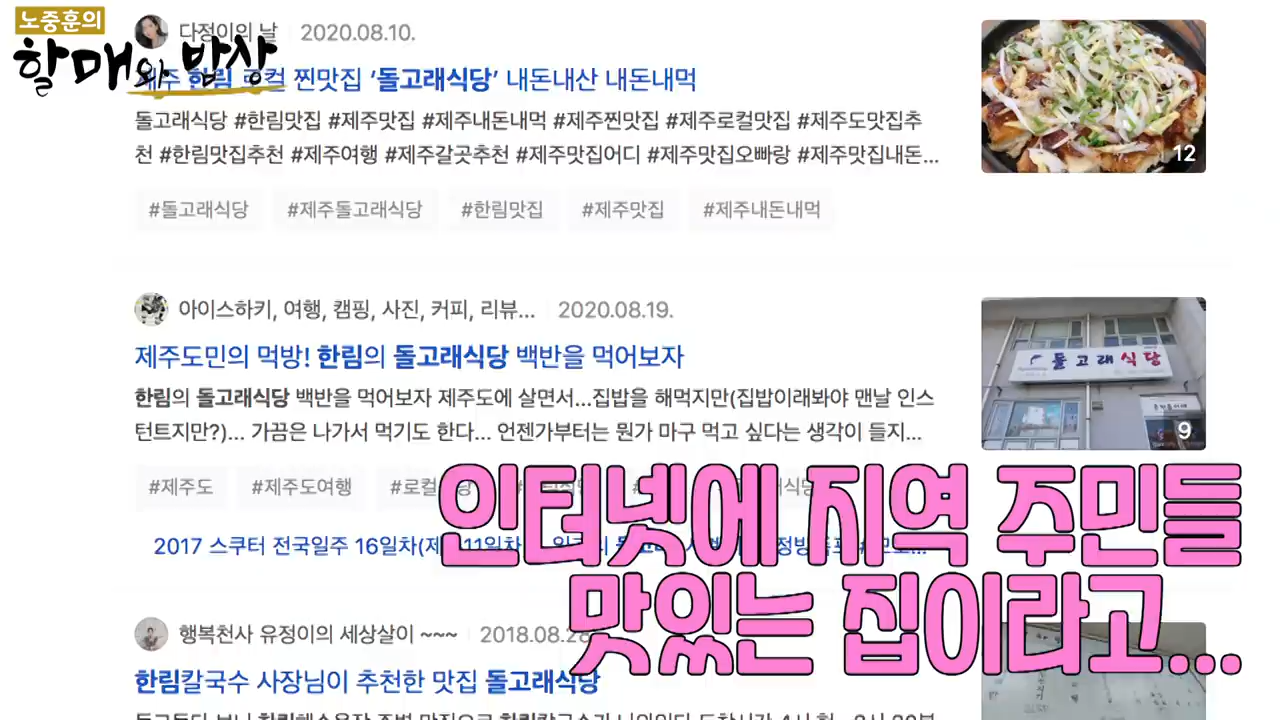 노중훈의
할매와 밥상
다정이의 날
2020.08.10.
제주 한림 로컬 찐맛집 ‘돌고래식당’ 내돈내산 내돈내먹
돌고래식당 #한림맛집 #제주맛집 #제주내돈내먹 #제주찐맛집 #제주로컬맛집 #제주도맛집추
천 #한림맛집추천 #제주여행 #제주갈곳추천 #제주맛집어디 #제주맛집오빠랑 #제주맛집내돈...
12
#돌고래식당 #제주돌고래식당 #한림맛집 #제주맛집 #제주내돈내먹
아이스하키, 여행, 캠핑, 사진, 커피, 리뷰...
2020.08.19.
제주도민의 먹방! 한림의 돌고래식당 백반을 먹어보자
한림의 돌고래식당 백반을 먹어보자 제주도에 살면서...집밥을 해먹지만(집밥이래봐야 맨날 인스
턴트지만?)... 가끔은 나가서 먹기도 한다... 언젠가부터는 뭔가 마구 먹고 싶다는 생각이 들지...
돌고래식당
9
#제주도 #제주도여행
인터넷에 지역 주민들
2017 스쿠터 전국일주 16일차
맛있는 집이라고...
행복천사 유정이의 세상살이 ~~~
2018.08.28
한림칼국수 사장님이 추천한 맛집 돌고래식당